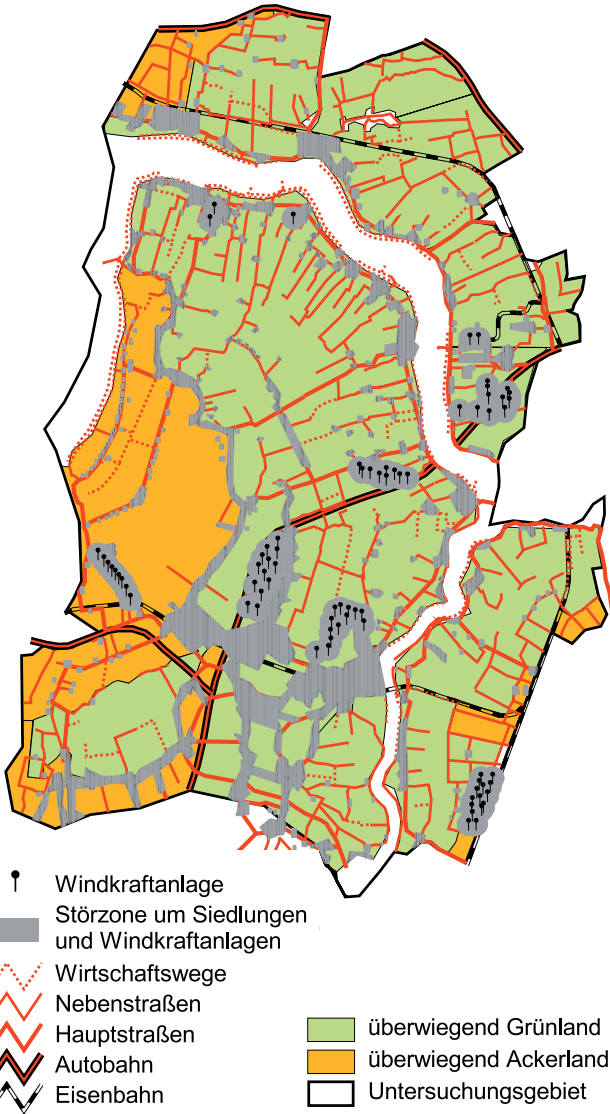 Windkraftanlage
Störzone um Siedlungen
und Windkraftanlagen
Wirtschaftswege
Nebenstraßen
Hauptstraßen
Autobahn
Eisenbahn
überwiegend Grünland
überwiegend Ackerland
Untersuchungsgebiet